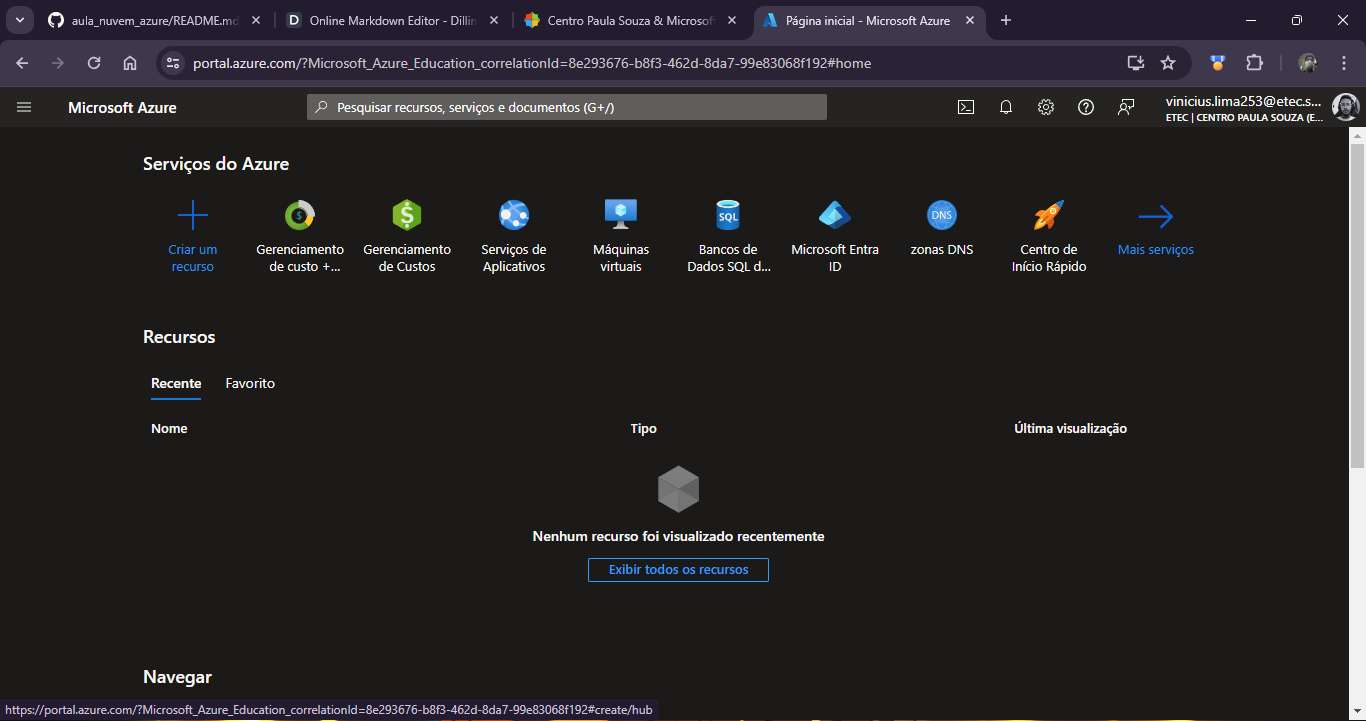 aula_nuvem_azure/README.md
Online Markdown Editor - Dillin
Centro Paula Souza & Microsof
Página inicial - Microsoft Azure
portal.azure.com/?Microsoft_Azure_Education_correlationId=8e293676-b8f3-462d-8da7-99e83068f192#home
Microsoft Azure
Pesquisar recursos, serviços e documentos (G+/)
vinicius.lima253@etec.s...
ETEC | CENTRO PAULA SOUZA (E...
Serviços do Azure
Criar um
recurso
Gerenciamento
de custo +...
Gerenciamento
de Custos
Serviços de
Aplicativos
Máquinas
virtuais
SQL
Bancos de
Dados SQL d...
Microsoft Entra
ID
DNS
zonas DNS
Centro de
Início Rápido
Mais serviços
Recursos
Recente
Favorito
Nome
Tipo
Última visualização
Nenhum recurso foi visualizado recentemente
Exibir todos os recursos
Navegar
https://portal.azure.com/?Microsoft_Azure_Education_correlationId=8e293676-b8f3-462d-8da7-99e83068f192#create/hub